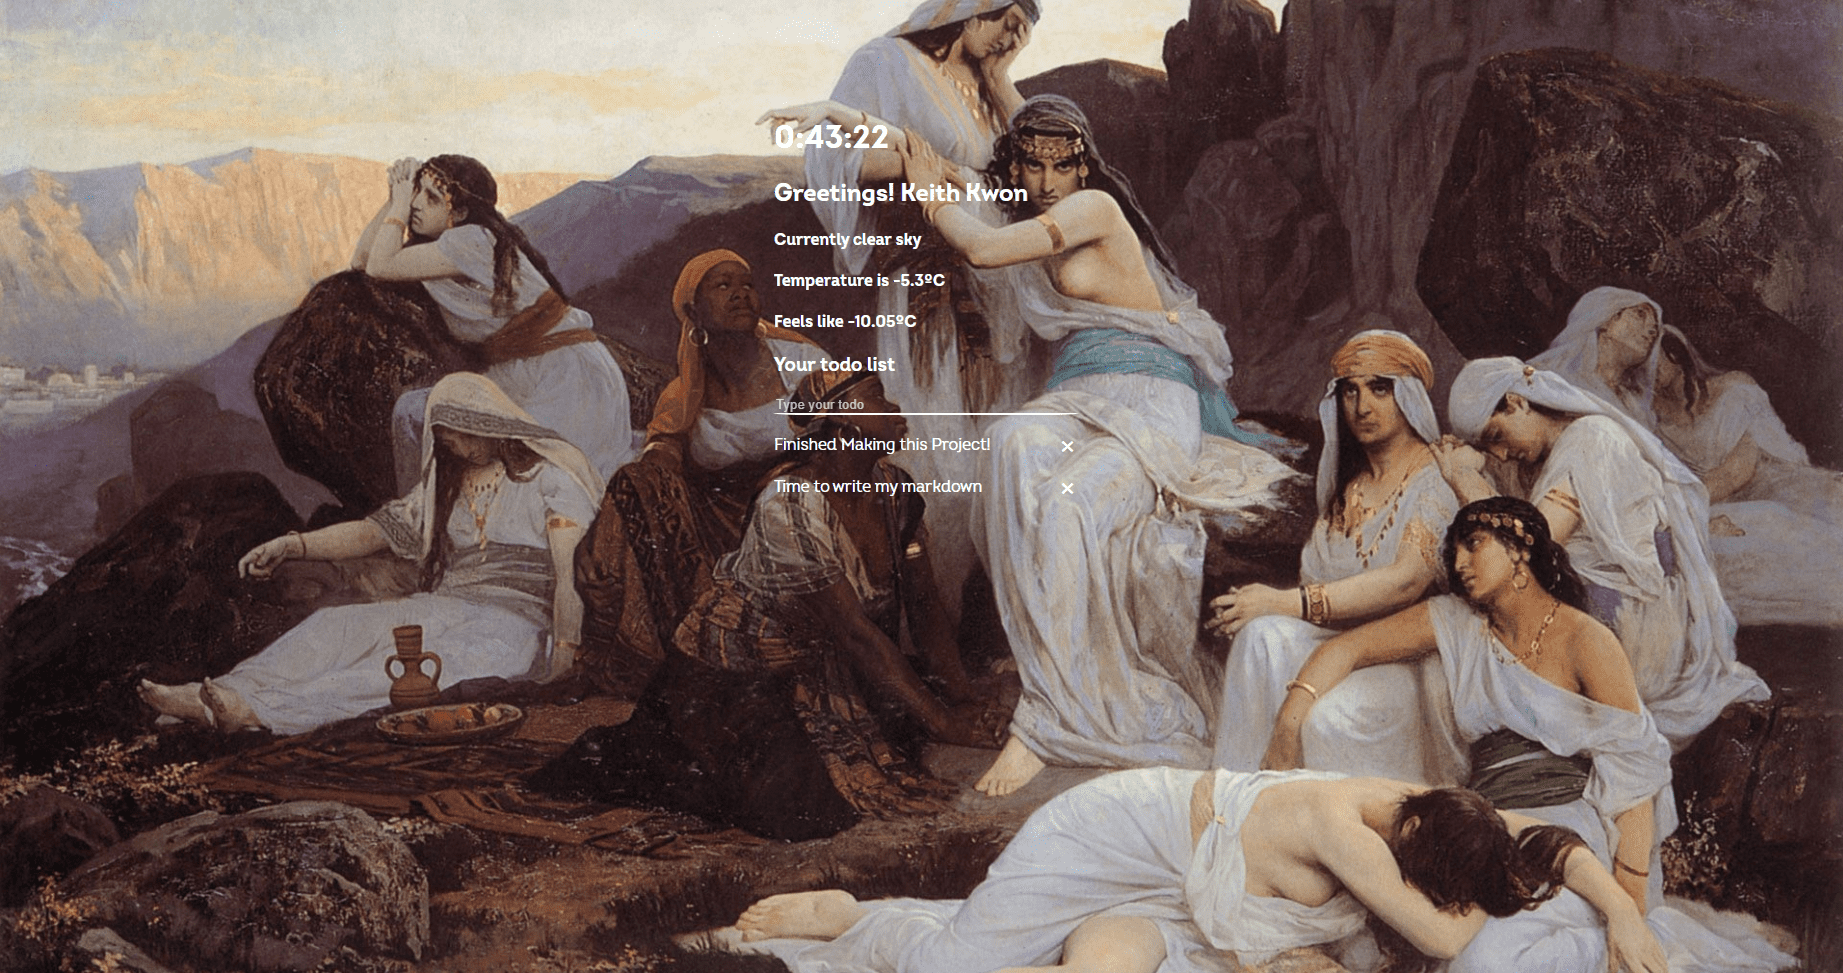 0:43:22
Greetings! Keith Kwon
Currently clear sky
Temperature is -5.3ºC
Feels like -10.05ºC
Your todo list
Type your todo
Finished Making this Project!
Time to write my markdown